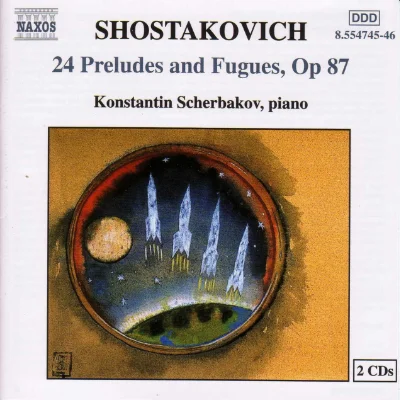 NAXOS
DDD
8.554745-46
SHOSTAKOVICH
24 Preludes and Fugues, Op 87
Konstantin Scherbakov, piano
2 CDs